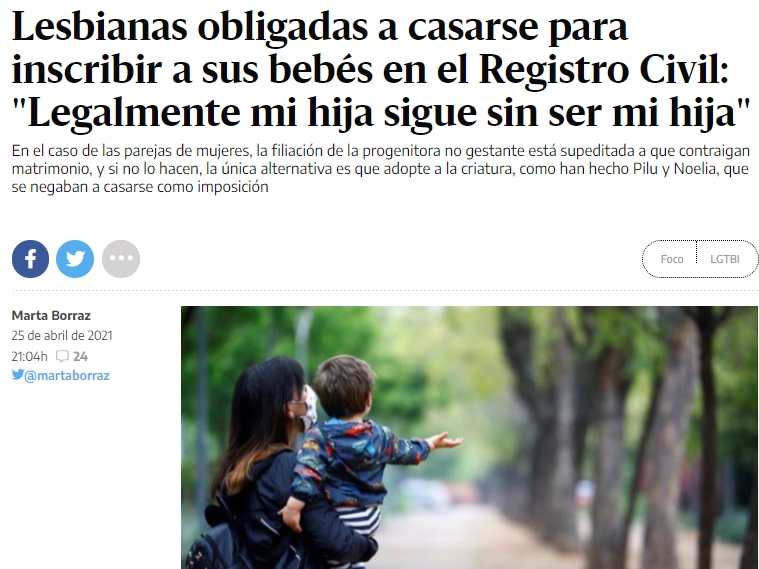 Lesbianas obligadas a casarse para
inscribir a sus bebés en el Registro Civil:
"Legalmente mi hija sigue sin ser mi hija"
En el caso de las parejas de mujeres, la filiación de la progenitora no gestante está supeditada a que contraigan
matrimonio, y si no lo hacen, la única alternativa es que adopte a la criatura, como han hecho Pilu y Noelia, que
se negaban a casarse como imposición
Foco
LGTBI
Marta Borraz
25 de abril de 2021
21:04h 24
@martaborraz